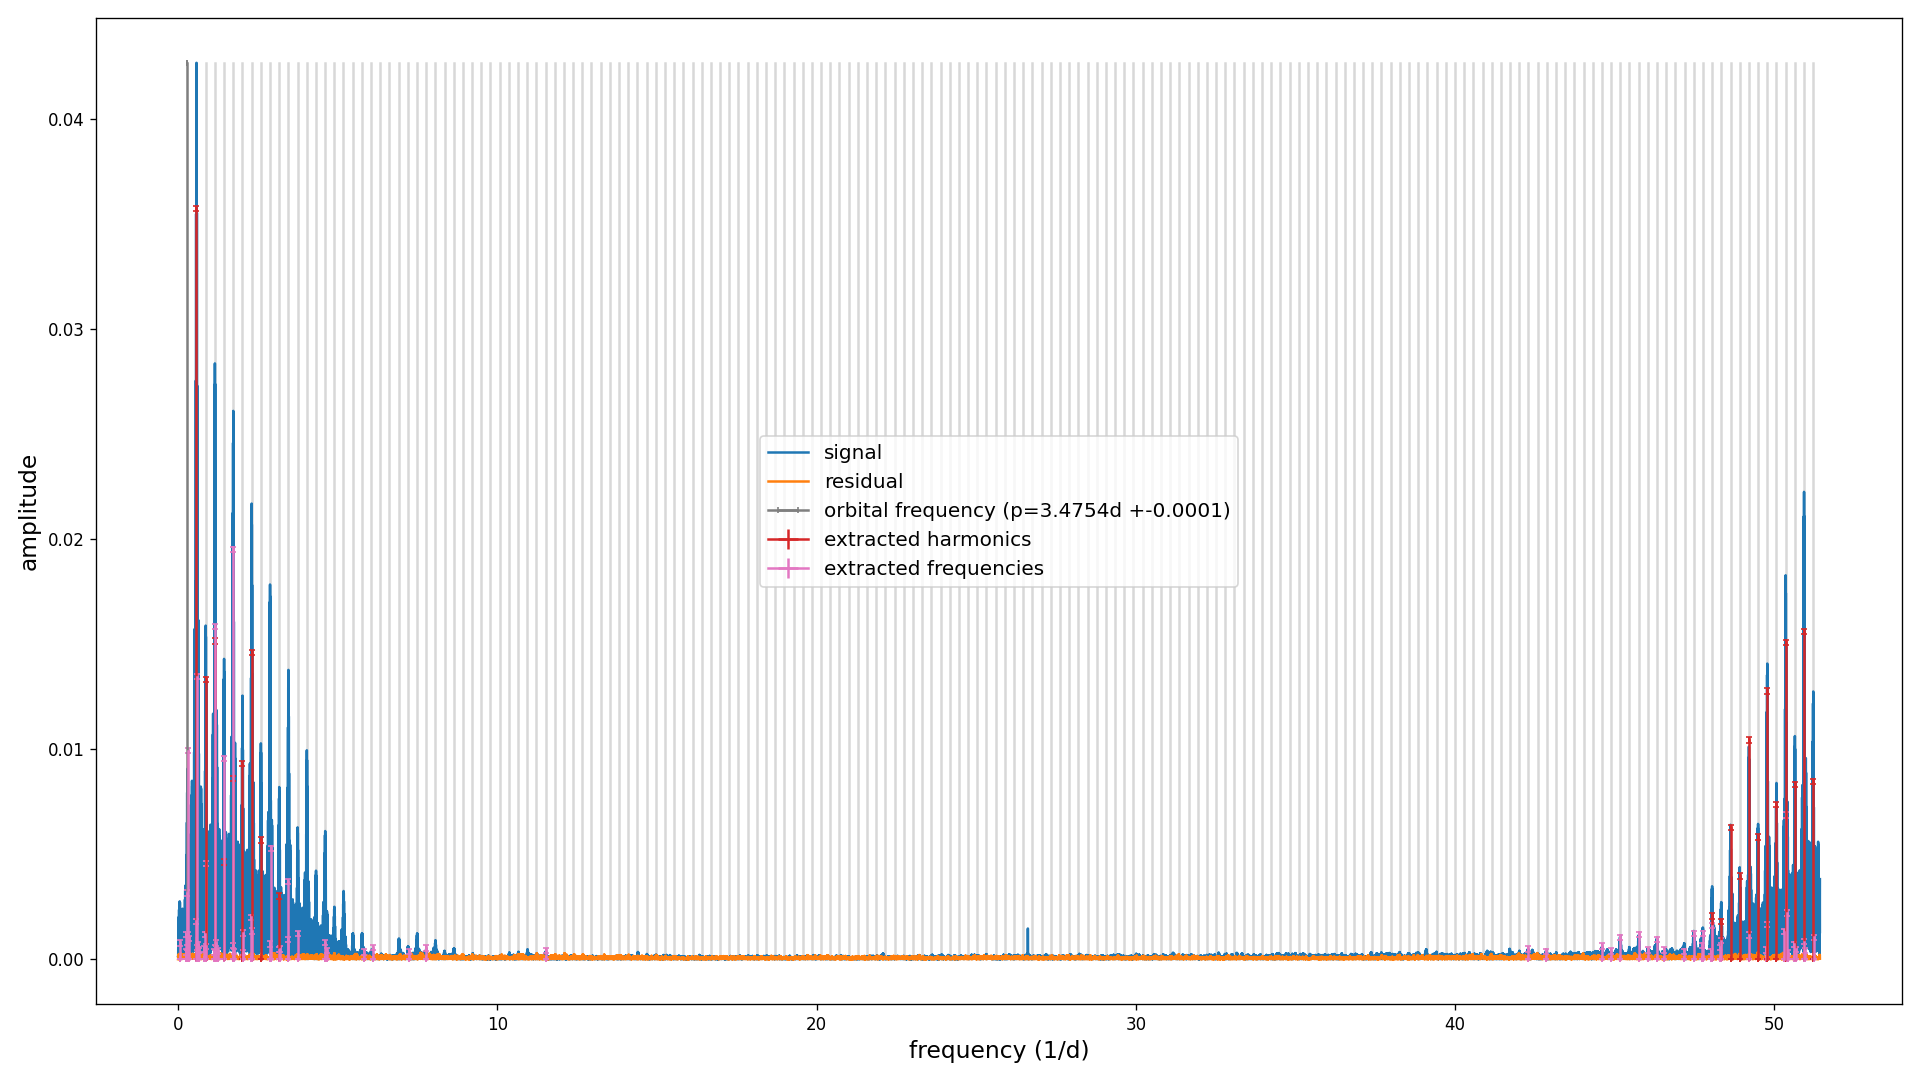 amplitude
0.04
0.03
0.02
0.01
0.00
signal
residual
orbital frequency (p=3.4754d +-0.0001)
extracted harmonics
extracted frequencies
0 10 20 30 40 50
frequency (1/d)